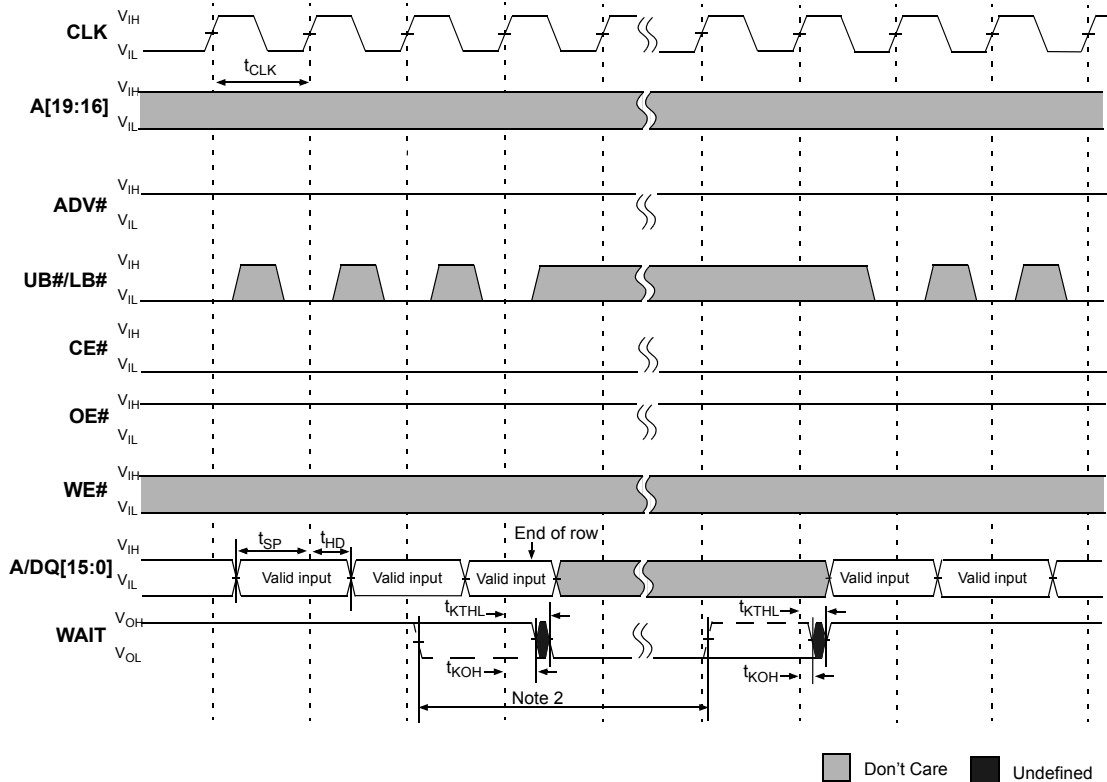 CLK
VIH
VIL
tCLK
A[19:16]
VIH
VIL
ADV#
VIH
VIL
UB#/LB#
VIH
VIL
CE#
VIH
VIL
OE#
VIH
VIL
WE#
VIH
VIL
A/DQ[15:0]
VIH
VIL
tSP
tHD
End of row
Valid input
Valid input
Valid input
Valid input
Valid input
WAIT
VOH
VOL
tKTHL
tKTHL
tKOH
tKOH
Note 2
Don't Care
Undefined